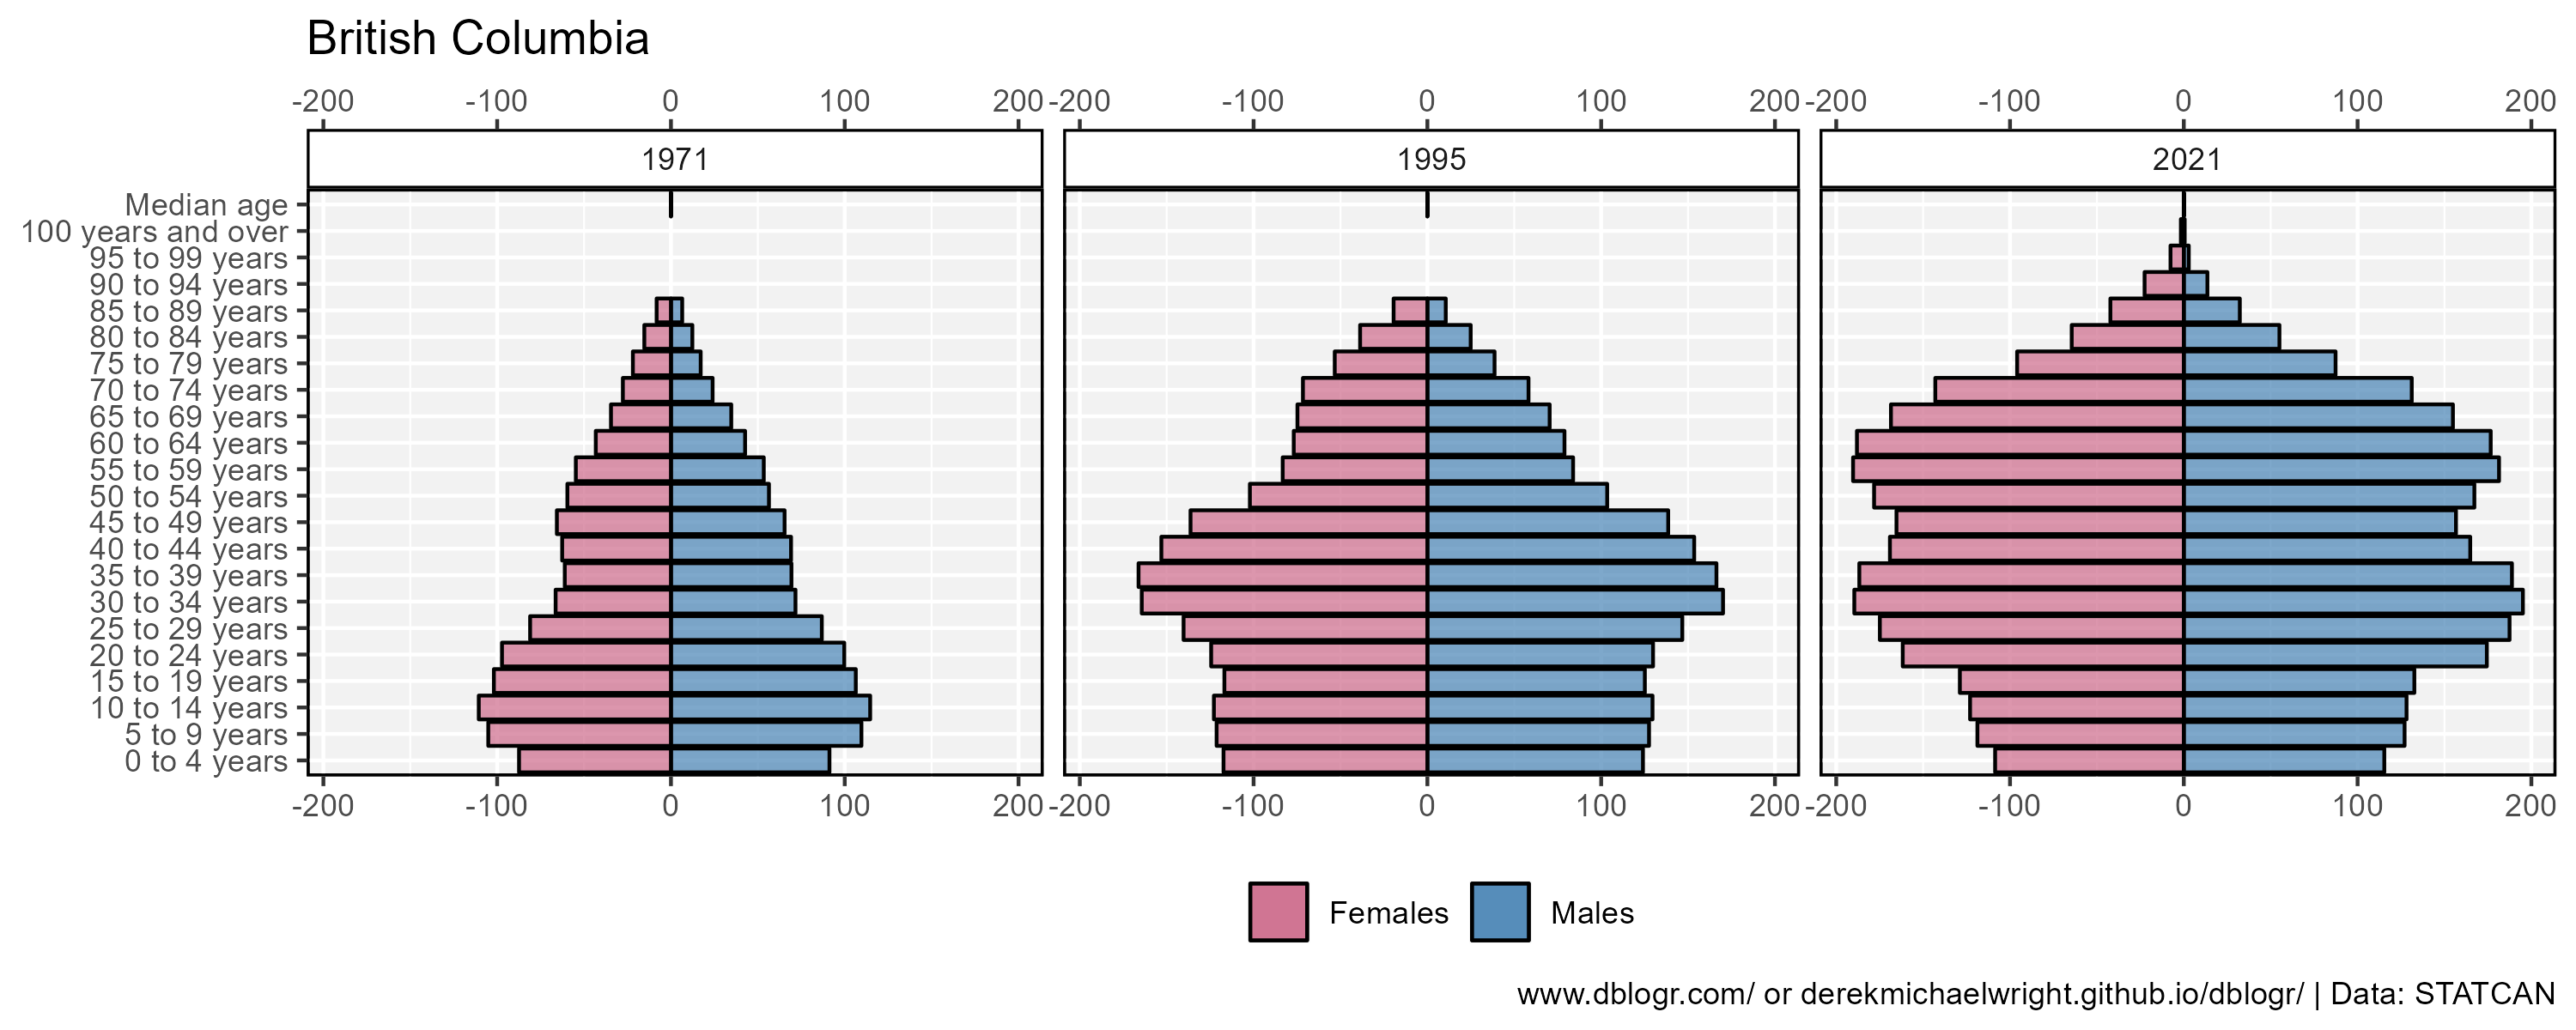 British Columbia
-200 -100 0 100 200 -200 -100 0 100 200 -200 -100 0 100 200
1971 1995 2021
Median age
100 years and over
95 to 99 years
90 to 94 years
85 to 89 years
80 to 84 years
75 to 79 years
70 to 74 years
65 to 69 years
60 to 64 years
55 to 59 years
50 to 54 years
45 to 49 years
40 to 44 years
35 to 39 years
30 to 34 years
25 to 29 years
20 to 24 years
15 to 19 years
10 to 14 years
5 to 9 years
0 to 4 years
-200 -100 0 100 200 -200 -100 0 100 200 -200 -100 0 100 200
Females Males
www.dblogr.com/ or derekmichaelwright.github.io/dblogr/ | Data: STATCAN